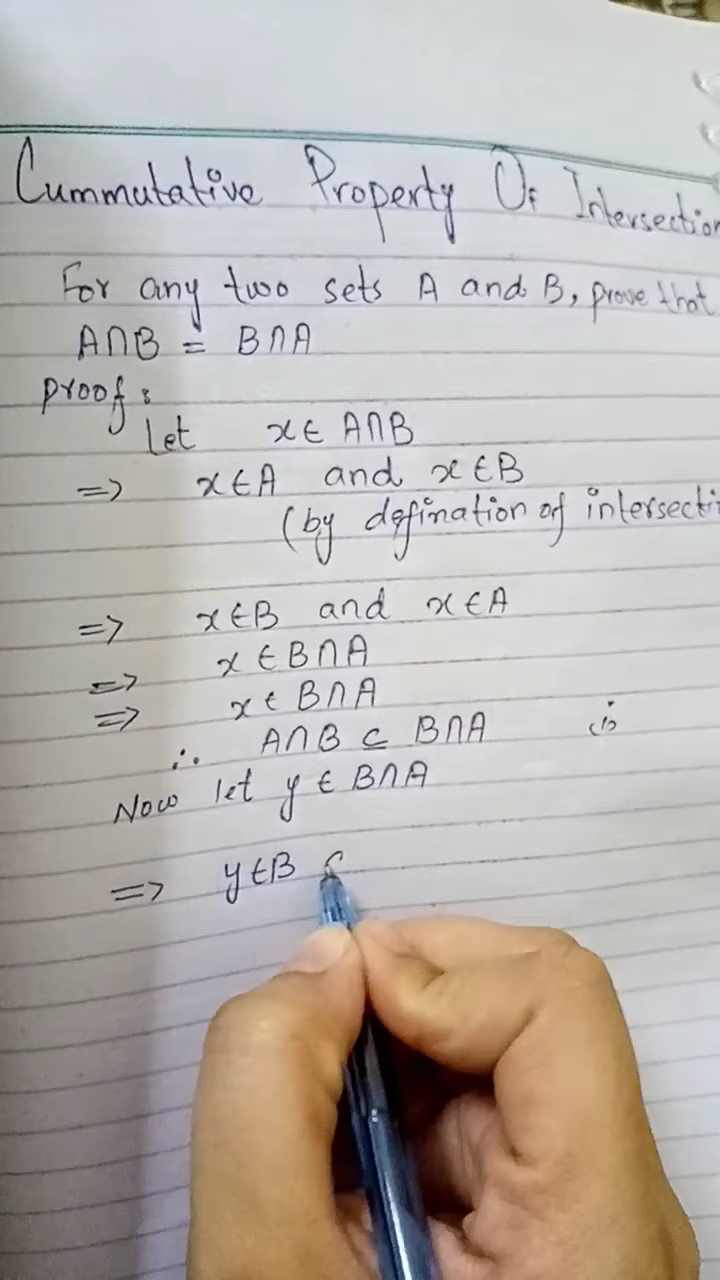 Cummutative Property Of Intersection
For any two sets A and B, prove that
A∩B = B∩A
Proof:
Let x∈ A∩B
=> x∈A and x∈B
(by defination of intersecti
=> x∈B and x∈A
=> x∈B∩A
=> x∈ B∩A
∴ A∩B ⊆ B∩A (i)
Now let y∈ B∩A
=> y∈B